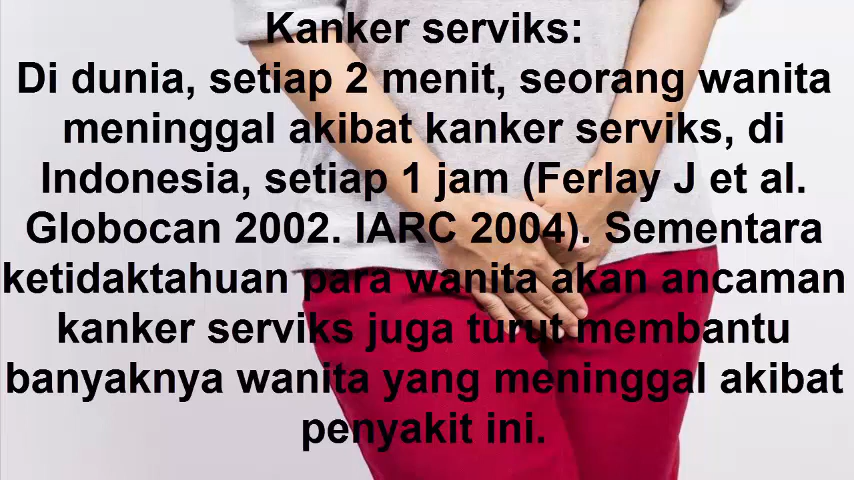 Kanker serviks:
Di dunia, setiap 2 menit, seorang wanita
meninggal akibat kanker serviks, di
Indonesia, setiap 1 jam (Ferlay J et al.
Globocan 2002. IARC 2004). Sementara
ketidaktahuan para wanita akan ancaman
kanker serviks juga turut membantu
banyaknya wanita yang meninggal akibat
penyakit ini.